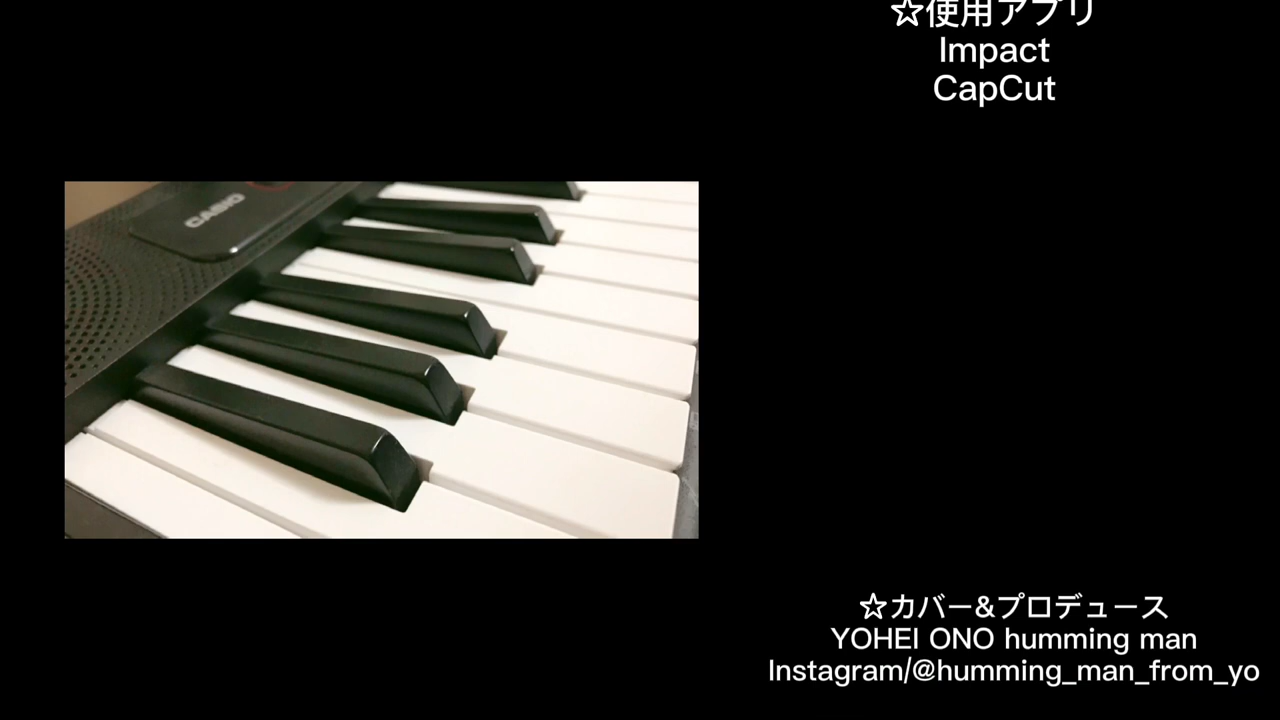 ☆使用アプリ
Impact
CapCut
CASIO
☆カバー&プロデュース
YOHEI ONO humming man
Instagram/@humming_man_from_yo